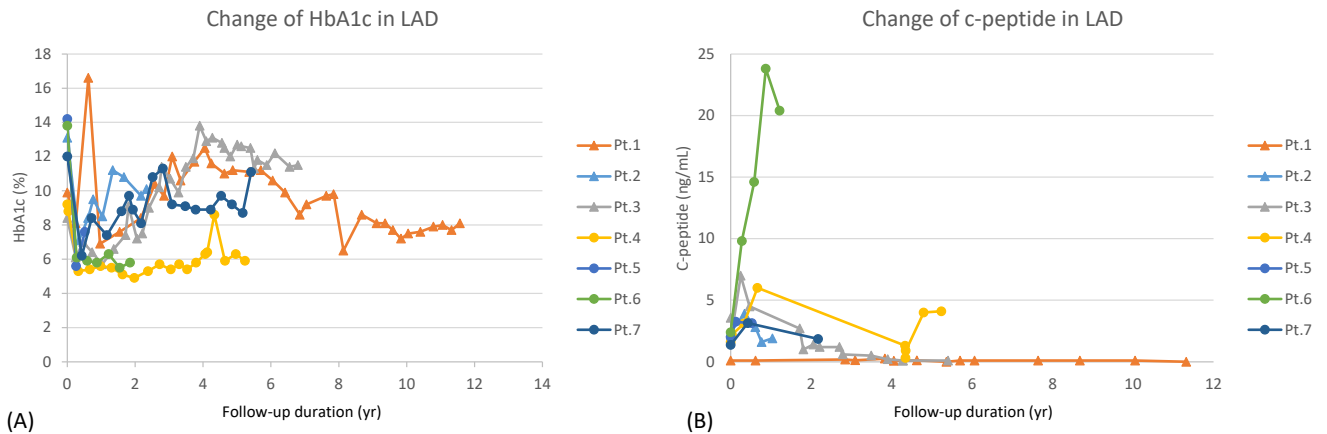 Change of HbA1c in LAD
18
16
14
12
10
8
6
4
2
0
HbA1c (%)
0 2 4 6 8 10 12 14
Follow-up duration (yr)
Pt.1
Pt.2
Pt.3
Pt.4
Pt.5
Pt.6
Pt.7
(A)
Change of c-peptide in LAD
25
20
15
10
5
0
C-peptide (ng/mL)
0 2 4 6 8 10 12
Follow-up duration (yr)
Pt.1
Pt.2
Pt.3
Pt.4
Pt.5
Pt.6
Pt.7
(B)